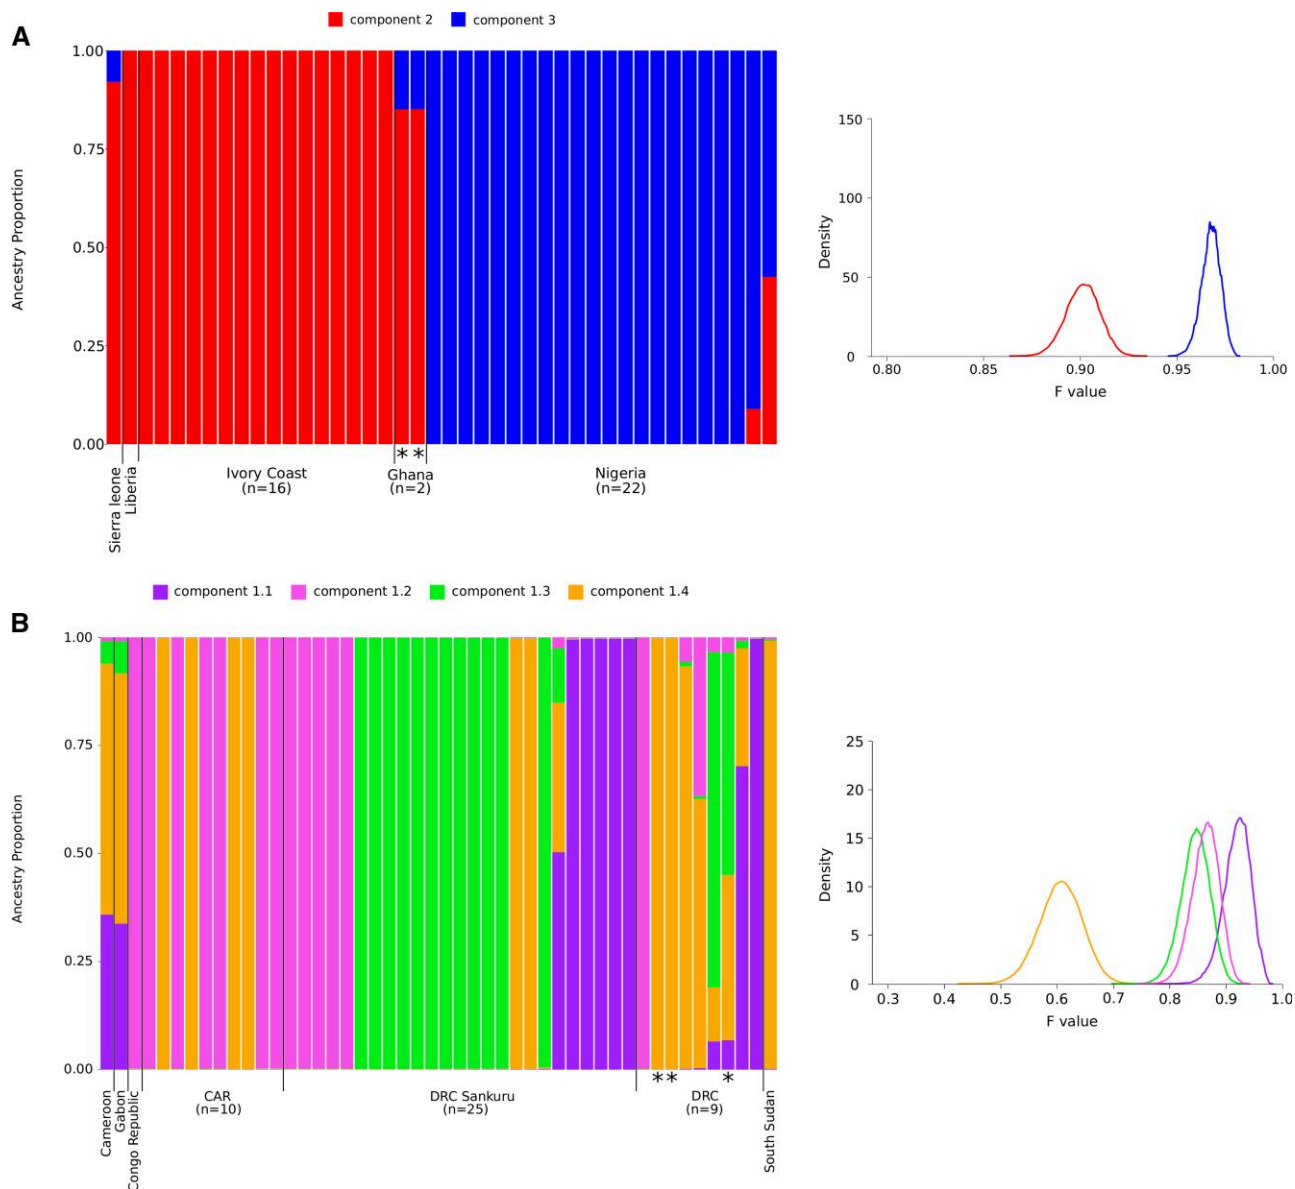 component 2 component 3
A
1.00
0.75
0.50
0.25
0.00
Ancestry Proportion
* *
Sierra leone
Liberia
Ivory Coast
(n=16)
Ghana
(n=2)
Nigeria
(n=22)
150
100
50
0
Density
0.80 0.85 0.90 0.95 1.00
F value
component 1.1 component 1.2 component 1.3 component 1.4
B
1.00
0.75
0.50
0.25
0.00
Ancestry Proportion
** *
Cameroon
Gabon
Congo Republic
CAR
(n=10)
DRC Sankuru
(n=25)
DRC
(n=9)
South Sudan
25
20
15
10
5
0
Density
0.3 0.4 0.5 0.6 0.7 0.8 0.9 1.0
F value